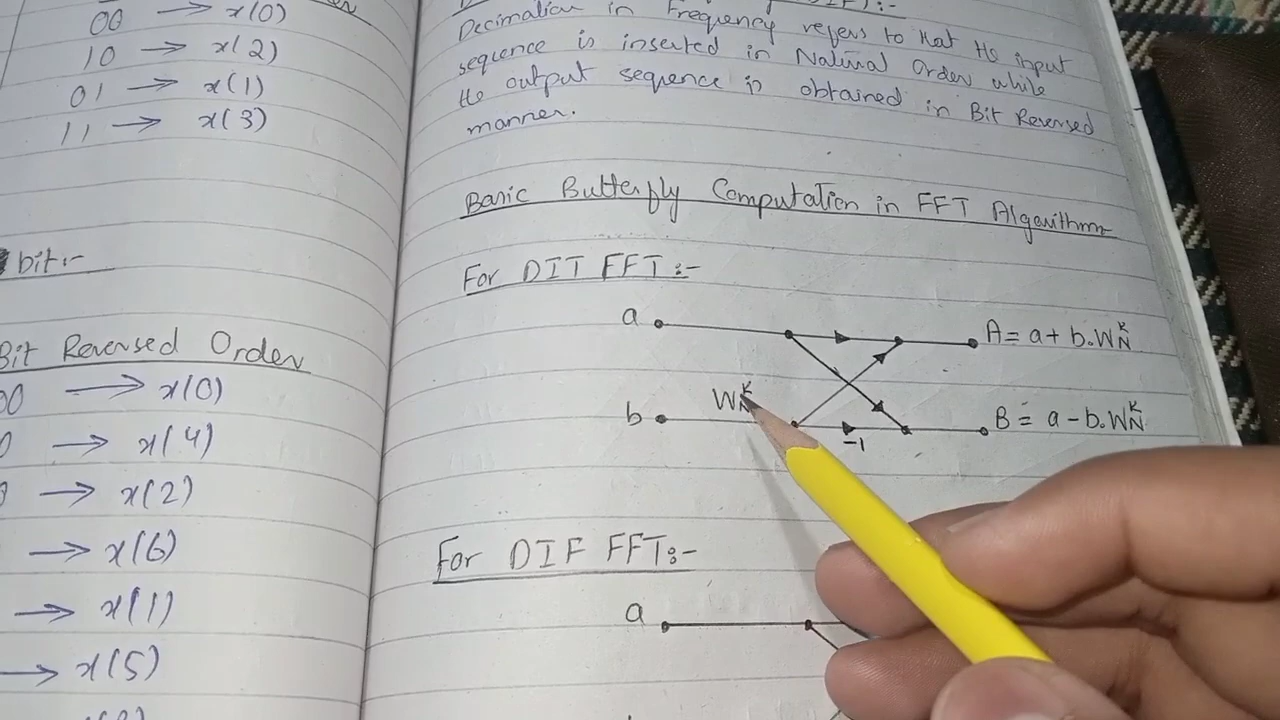 00 → x(0)
10 → x(2)
01 → x(1)
11 → x(3)
bit:-
Bit Reversed Order
00 → x(0)
0 → x(4)
→ x(2)
→ x(6)
→ x(1)
→ x(5)
Decimation in Frequency refers to that the input
sequence is inserted in Natural Order while
the output sequence is obtained in Bit Reversed
manner.
Basic Butterfly Computation in FFT Algorithm
For DIT FFT:-
a A = a + b.W_N^K
W_N^K
b B = a - b.W_N^K
-1
For DIF FFT:-
a